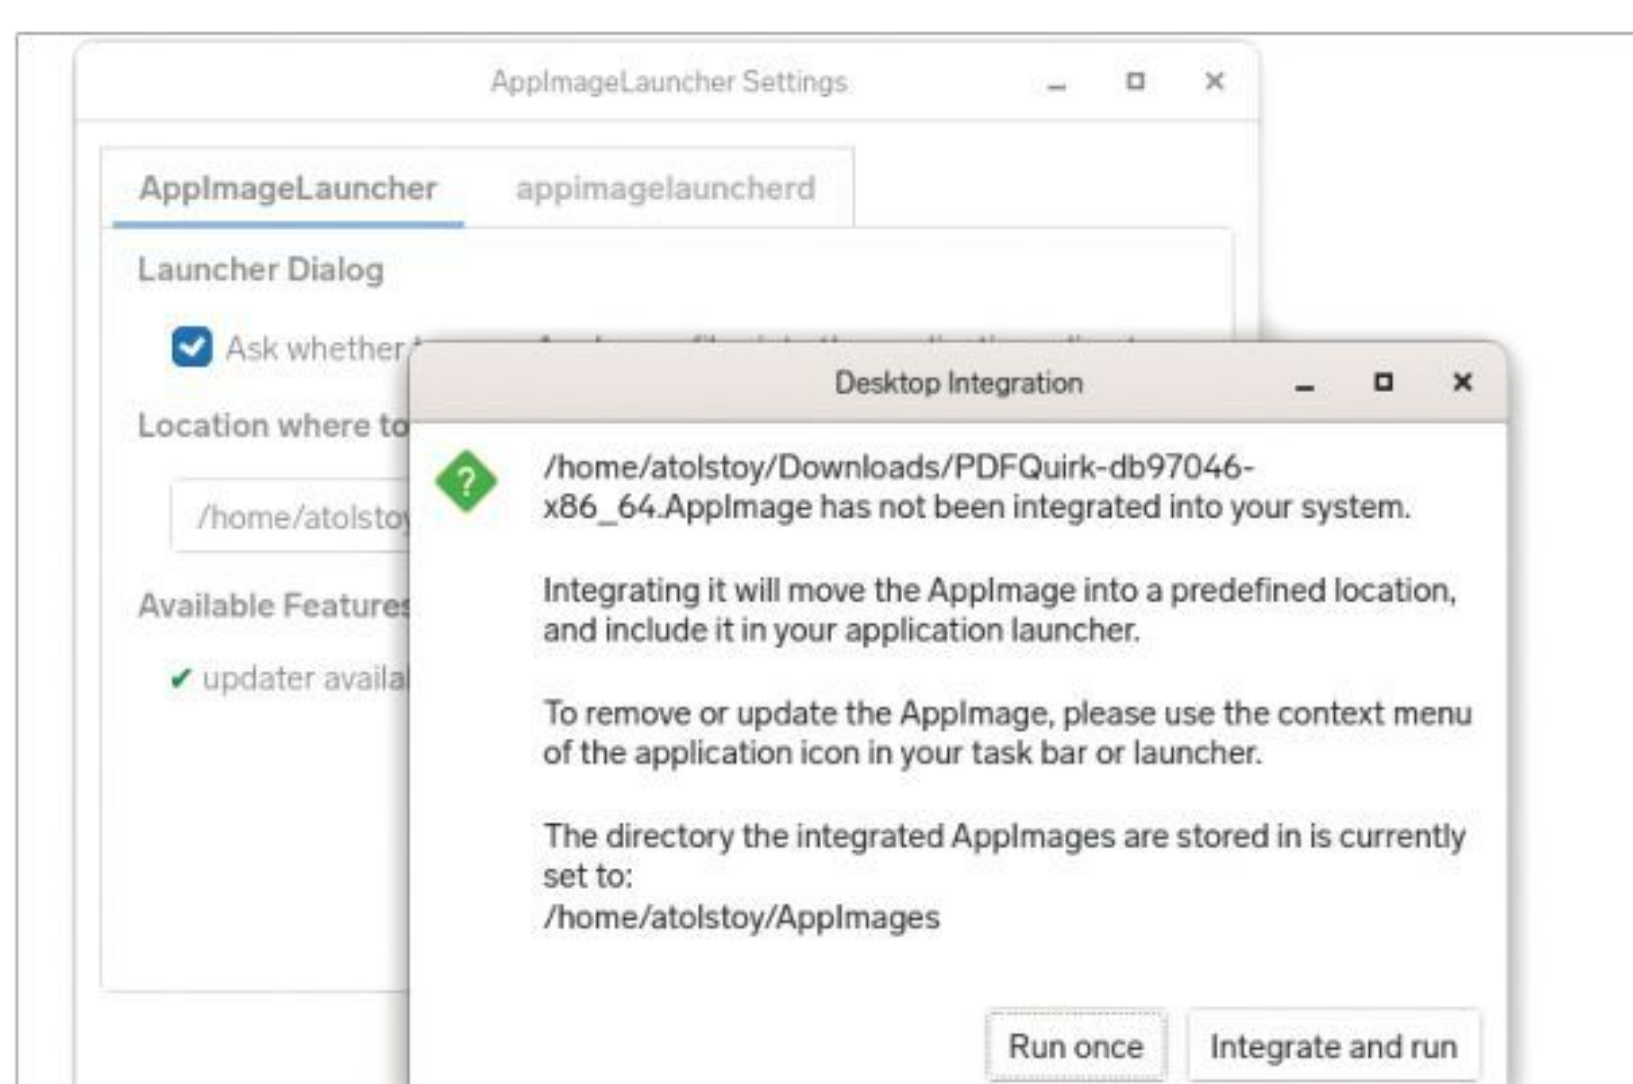 AppImageLauncher Settings
AppImageLauncher appimagelauncherd
Launcher Dialog
Ask whether
Location where to
/home/atolstoy
Available Features
updater availa
Desktop Integration
?
/home/atolstoy/Downloads/PDFQuirk-db97046-
x86_64.AppImage has not been integrated into your system.
Integrating it will move the AppImage into a predefined location,
and include it in your application launcher.
To remove or update the AppImage, please use the context menu
of the application icon in your task bar or launcher.
The directory the integrated AppImages are stored in is currently
set to:
/home/atolstoy/AppImages
Run once Integrate and run